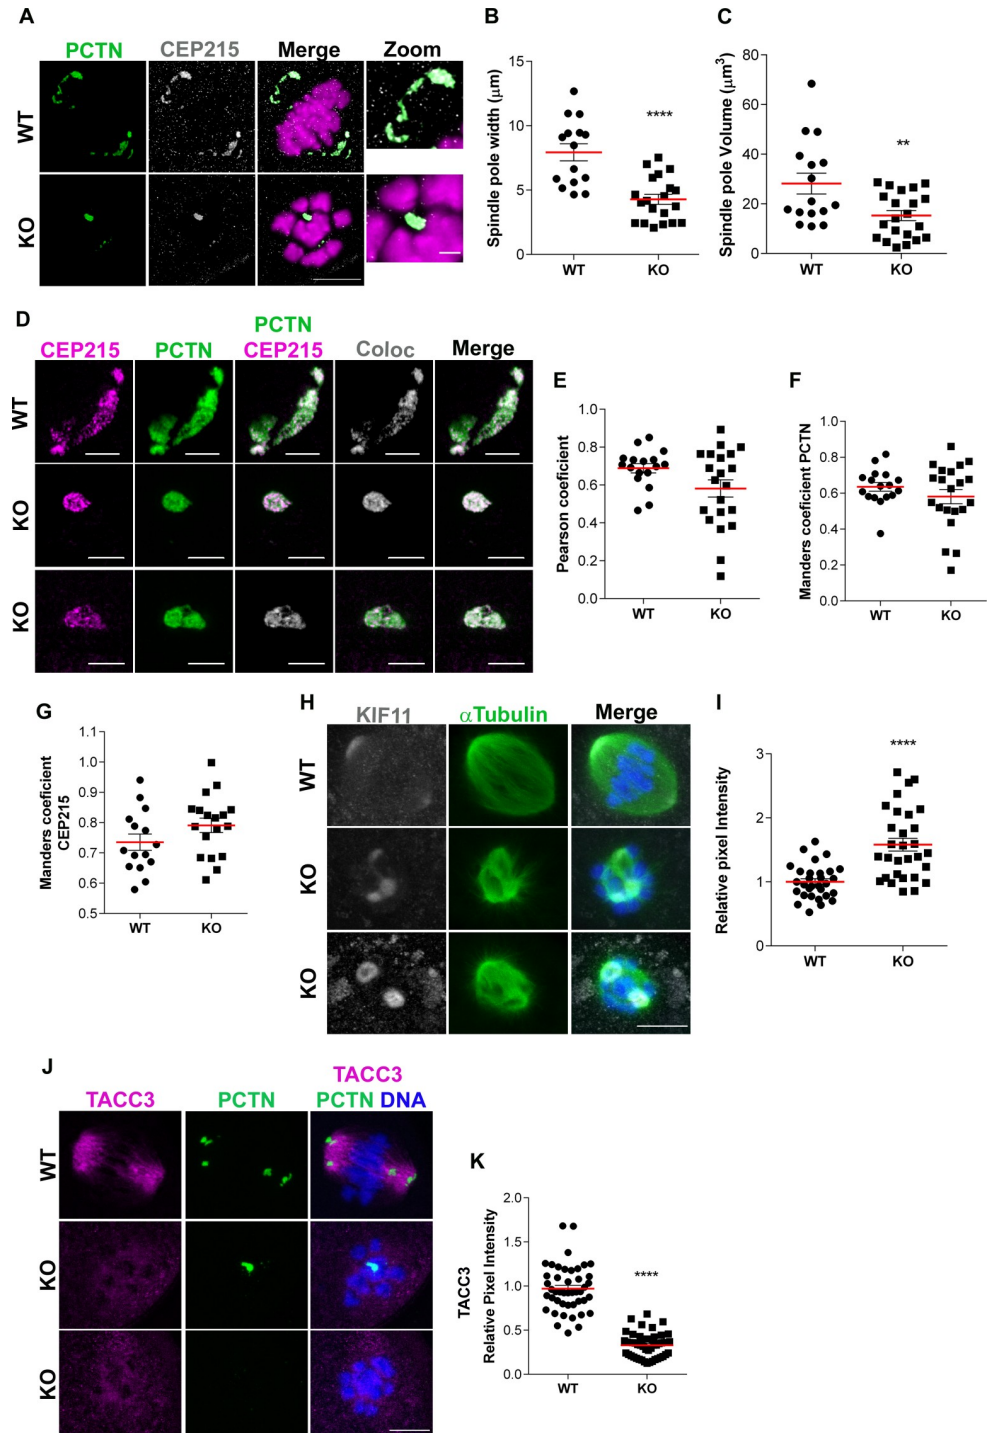 A
PCTN CEP215 Merge Zoom
WT
KO
B
Spindle pole width (μm)
15
10
5
0
****
WT KO
C
Spindle pole Volume (μm³)
80
60
40
20
0
**
WT KO
D
PCTN
CEP215 PCTN CEP215 Coloc Merge
WT
KO
KO
E
Pearson coeficient
1.0
0.8
0.6
0.4
0.2
0.0
WT KO
F
Manders coeficient PCTN
1.0
0.8
0.6
0.4
0.2
0.0
WT KO
G
Manders coeficient
CEP215
1.1
1.0
0.9
0.8
0.7
0.6
0.5
WT KO
H
KIF11 αTubulin Merge
WT
KO
KO
I
Relative pixel Intensity
3
2
1
0
****
WT KO
J
TACC3
TACC3 PCTN PCTN DNA
WT
KO
KO
K
TACC3
Relative Pixel Intensity
2.0
1.5
1.0
0.5
0.0
****
WT KO